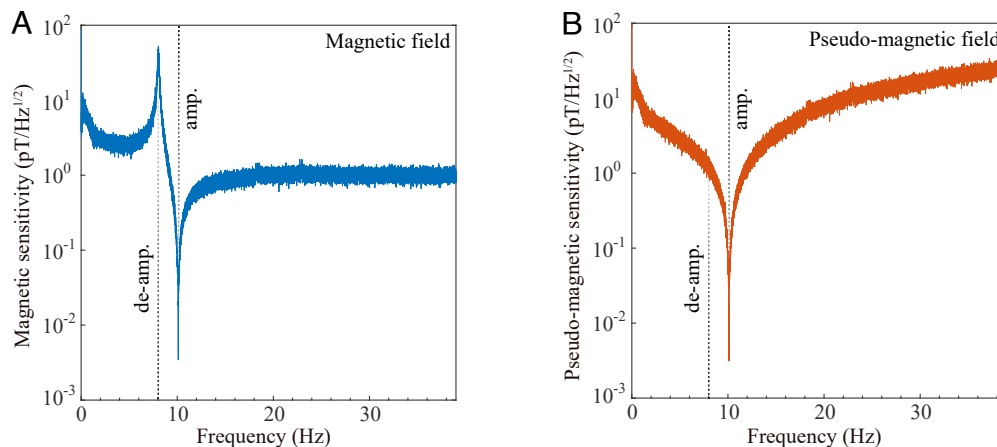 A
Magnetic field
Magnetic sensitivity (pT/Hz^1/2)
10^2
10^1
10^0
10^-1
10^-2
10^-3
amp.
de-amp.
0
10
20
30
Frequency (Hz)
B
Pseudo-magnetic field
Pseudo-magnetic sensitivity (pT/Hz^1/2)
10^2
10^1
10^0
10^-1
10^-2
10^-3
amp.
de-amp.
0
10
20
30
Frequency (Hz)